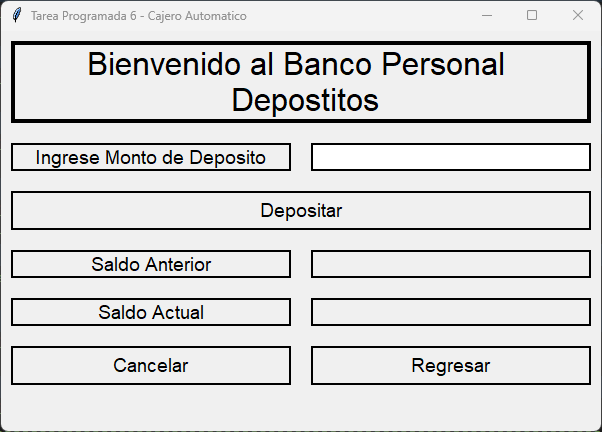 Tarea Programada 6 - Cajero Automatico
Bienvenido al Banco Personal
Depostitos
Ingrese Monto de Deposito
Depositar
Saldo Anterior
Saldo Actual
Cancelar Regresar